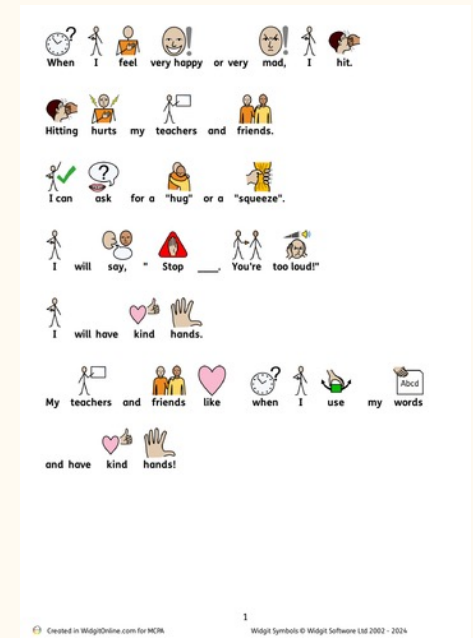 When I feel very happy or very mad, I hit.
Hitting hurts my teachers and friends.
I can ask for a "hug" or a "squeeze".
I will say, " Stop ___. You're too loud!"
I will have kind hands.
Abcd
My teachers and friends like when I use my words
and have kind hands!
1
Created in WidgitOnline.com for MCPA
Widgit Symbols © Widgit Software Ltd 2002 - 2024